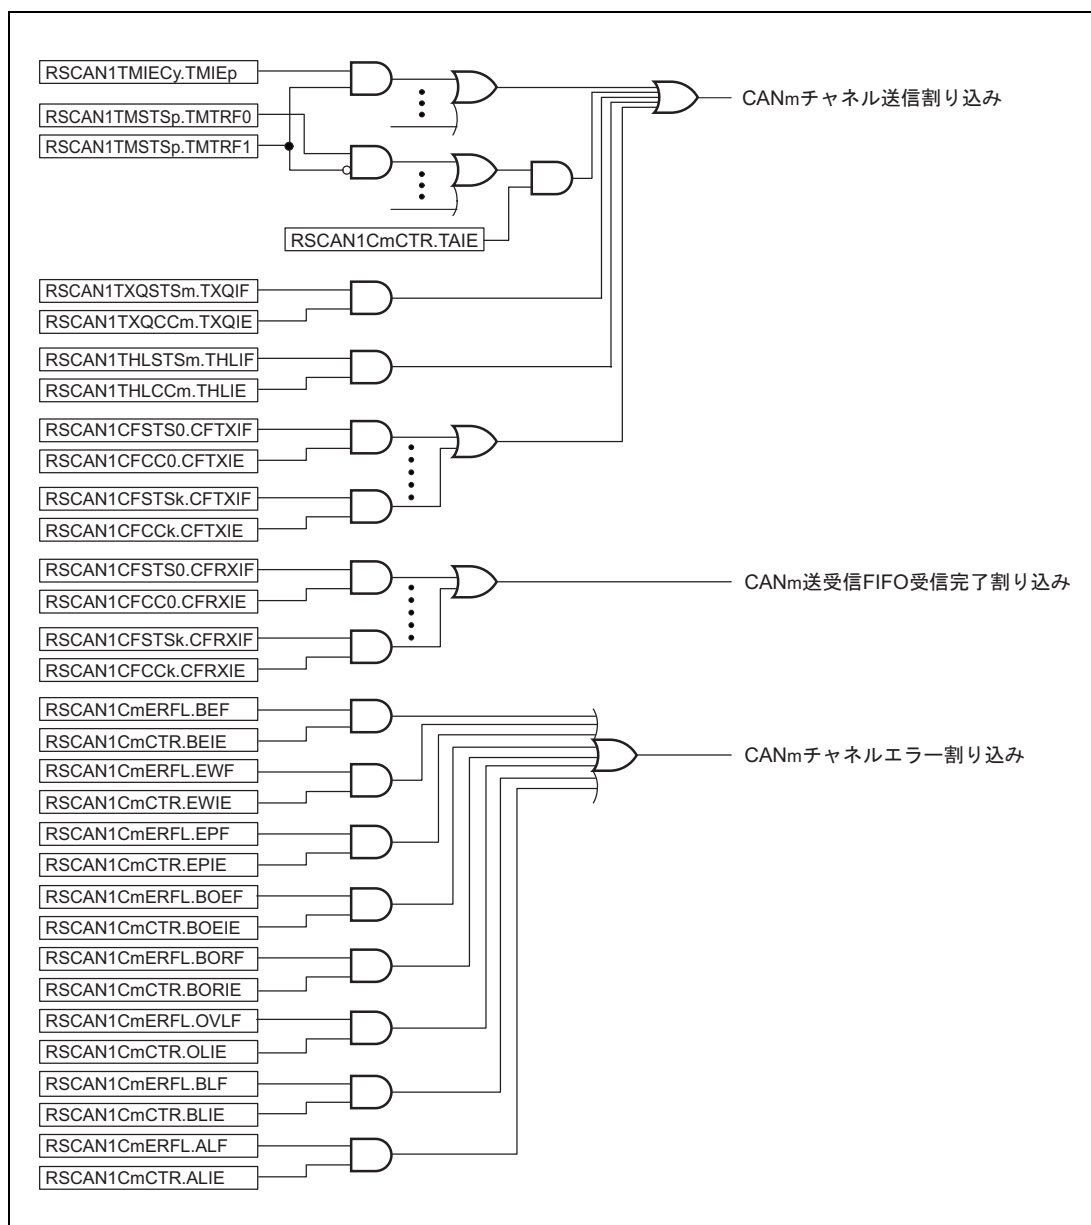 RSCAN1TMIECy.TMIEp
RSCAN1TMSTSp.TMTRF0
RSCAN1TMSTSp.TMTRF1
CANmチャネル送信割り込み
RSCAN1CmCTR.TAIE
RSCAN1TXQSTSm.TXQIF
RSCAN1TXQCCm.TXQIE
RSCAN1THLSTSm.THLIF
RSCAN1THLCCm.THLIE
RSCAN1CFSTS0.CFTXIF
RSCAN1CFCC0.CFTXIE
RSCAN1CFSTSk.CFTXIF
RSCAN1CFCCk.CFTXIE
RSCAN1CFSTS0.CFRXIF
RSCAN1CFCC0.CFRXIE
CANm送受信FIFO受信完了割り込み
RSCAN1CFSTSk.CFRXIF
RSCAN1CFCCk.CFRXIE
RSCAN1CmERFL.BEF
RSCAN1CmCTR.BEIE
CANmチャネルエラー割り込み
RSCAN1CmERFL.EWF
RSCAN1CmCTR.EWIE
RSCAN1CmERFL.EPF
RSCAN1CmCTR.EPIE
RSCAN1CmERFL.BOEF
RSCAN1CmCTR.BOEIE
RSCAN1CmERFL.BORF
RSCAN1CmCTR.BORIE
RSCAN1CmERFL.OVLF
RSCAN1CmCTR.OLIE
RSCAN1CmERFL.BLF
RSCAN1CmCTR.BLIE
RSCAN1CmERFL.ALF
RSCAN1CmCTR.ALIE